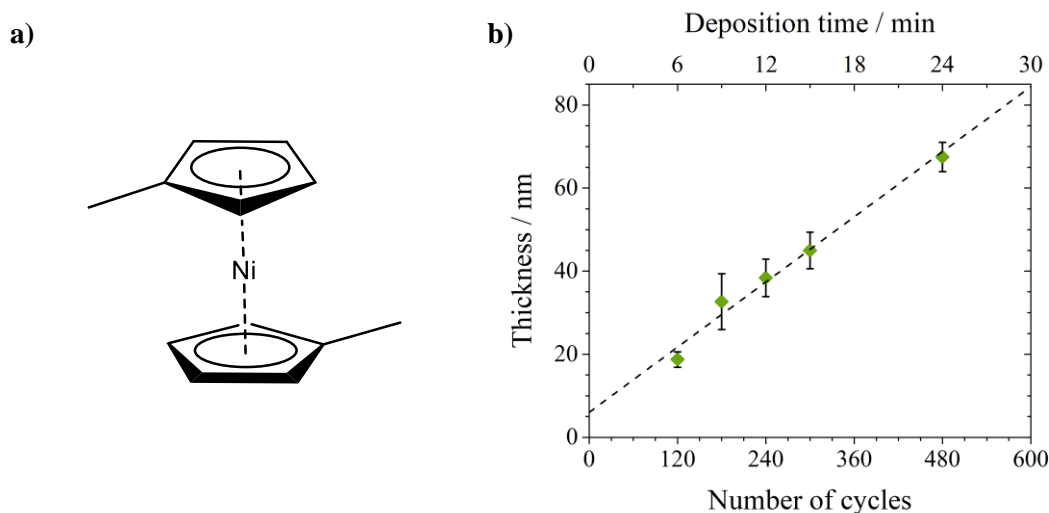 a)
Ni
b)
Deposition time / min
0 6 12 18 24 30
Thickness / nm
80
60
40
20
0
0 120 240 360 480 600
Number of cycles